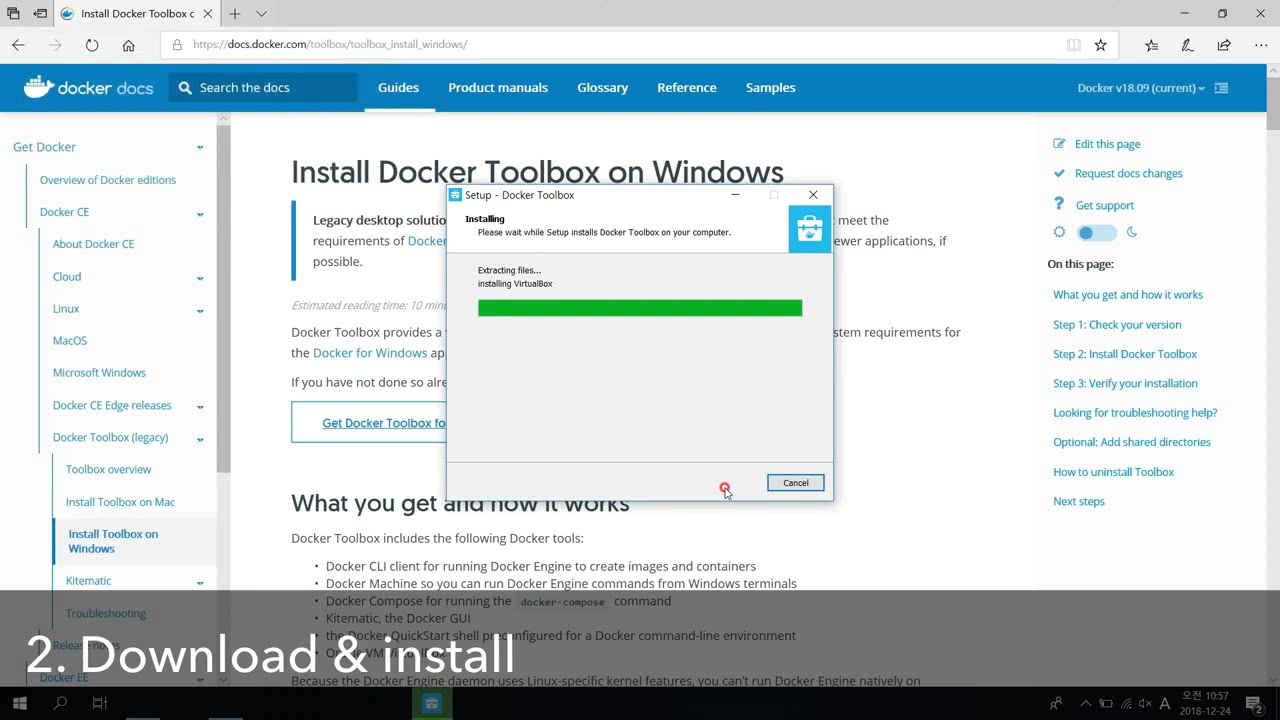 Install Docker Toolbox c
https://docs.docker.com/toolbox/toolbox_install_windows/
docker docs
Search the docs
Guides
Product manuals
Glossary
Reference
Samples
Docker v18.09 (current)
Get Docker
Overview of Docker editions
Docker CE
About Docker CE
Cloud
Linux
MacOS
Microsoft Windows
Docker CE Edge releases
Docker Toolbox (legacy)
Toolbox overview
Install Toolbox on Mac
Install Toolbox on
Windows
Kitematic
Troubleshooting
Docker EE
Install Docker Toolbox on Windows
Legacy desktop solutio
meet the
requirements of Docker
ewer applications, if
possible.
Estimated reading time: 10 minu
Docker Toolbox provides a
stem requirements for
the Docker for Windows ap
If you have not done so alre
Get Docker Toolbox fo
Setup - Docker Toolbox
Installing
Please wait while Setup installs Docker Toolbox on your computer.
Extracting files...
installing VirtualBox
Cancel
What you get and how it works
Docker Toolbox includes the following Docker tools:
• Docker CLI client for running Docker Engine to create images and containers
• Docker Machine so you can run Docker Engine commands from Windows terminals
• Docker Compose for running the docker-compose command
• Kitematic, the Docker GUI
• the Docker QuickStart shell preconfigured for a Docker command-line environment
Because the Docker Engine daemon uses Linux-specific kernel features, you can't run Docker Engine natively on
Edit this page
Request docs changes
Get support
On this page:
What you get and how it works
Step 1: Check your version
Step 2: Install Docker Toolbox
Step 3: Verify your installation
Looking for troubleshooting help?
Optional: Add shared directories
How to uninstall Toolbox
Next steps
2. Download & install
A
오전 10:57
2018-12-24
2